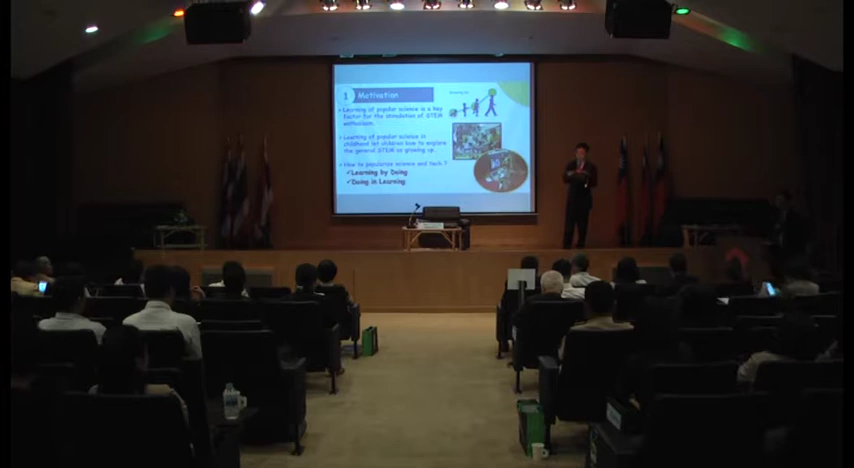 1 Motivation
Learning of popular science is a key
factor for the stimulation of STEM
enthusiasm.
Learning of popular science in
childhood let children how to explore
the general STEM as growing up.
How to popularize science and tech ?
✓Learning by Doing
✓Doing in Learning